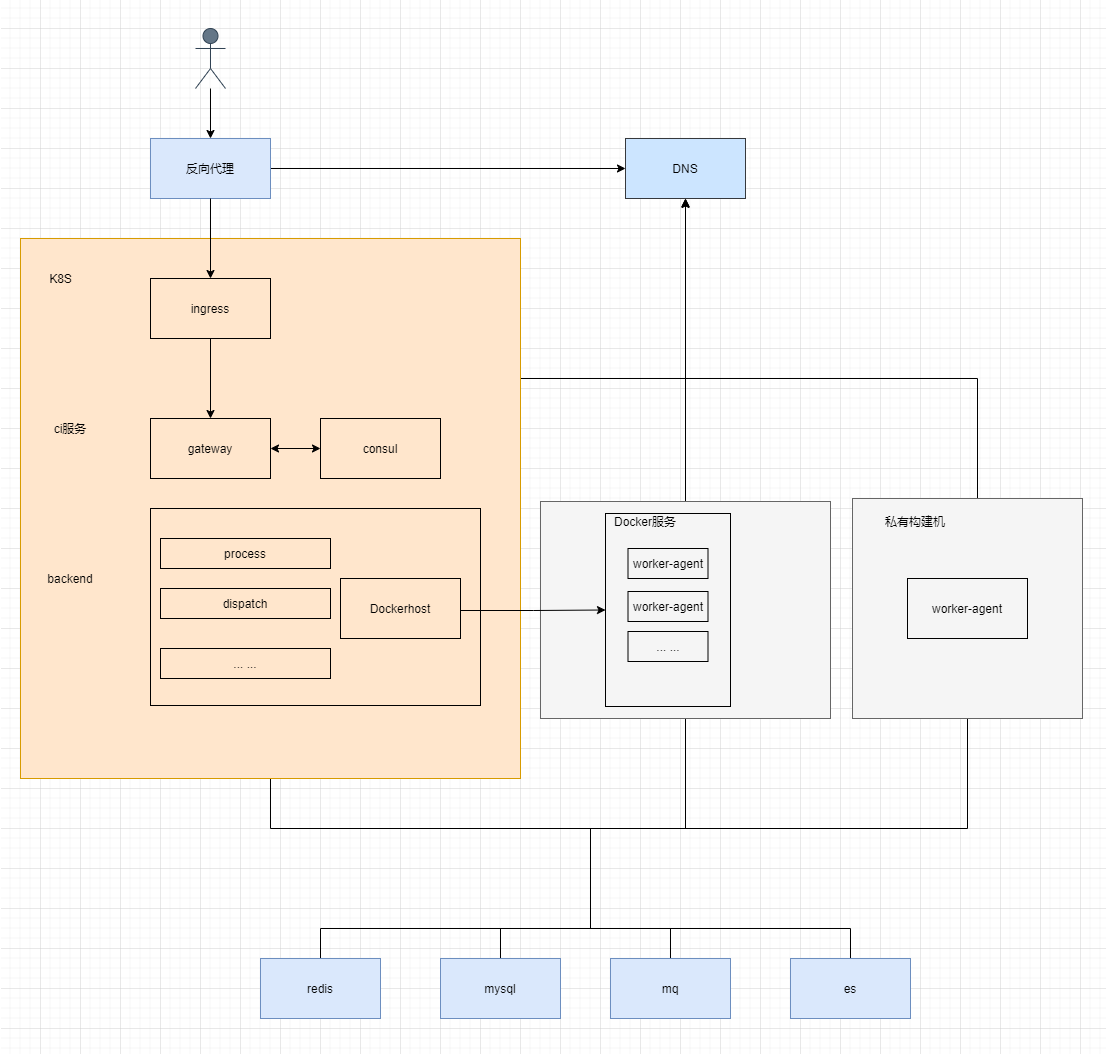 反向代理
DNS
K8S
ingress
ci服务
gateway
consul
backend
process
dispatch
... ...
Dockerhost
Docker服务
worker-agent
worker-agent
... ...
私有构建机
worker-agent
redis
mysql
mq
es